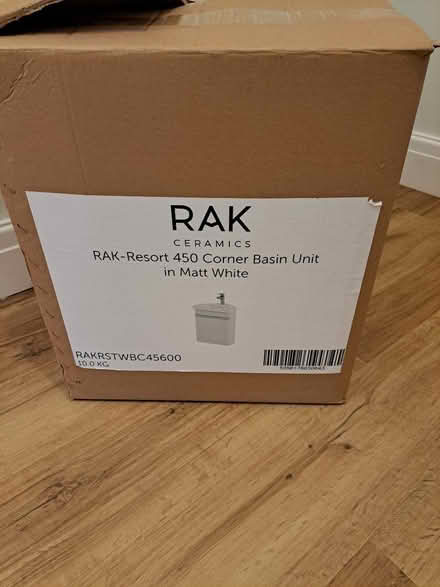 RAK
CERAMICS
RAK-Resort 450 Corner Basin Unit
in Matt White
RAKRSTWBC45600
10.0 KG